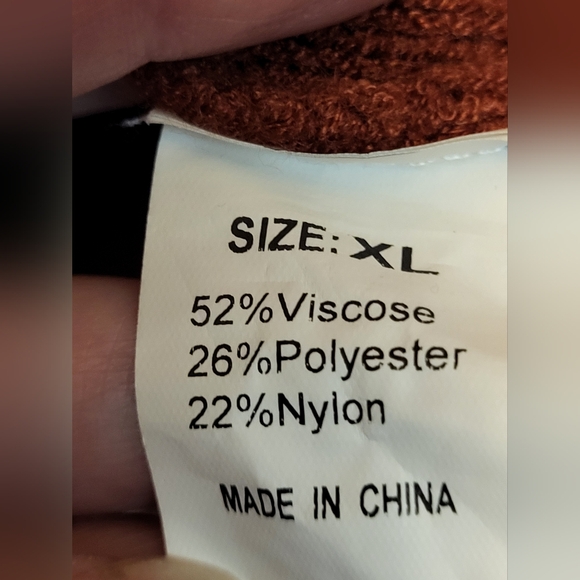 SIZE: XL
52%Viscose
26%Polyester
22%Nylon
MADE IN CHINA